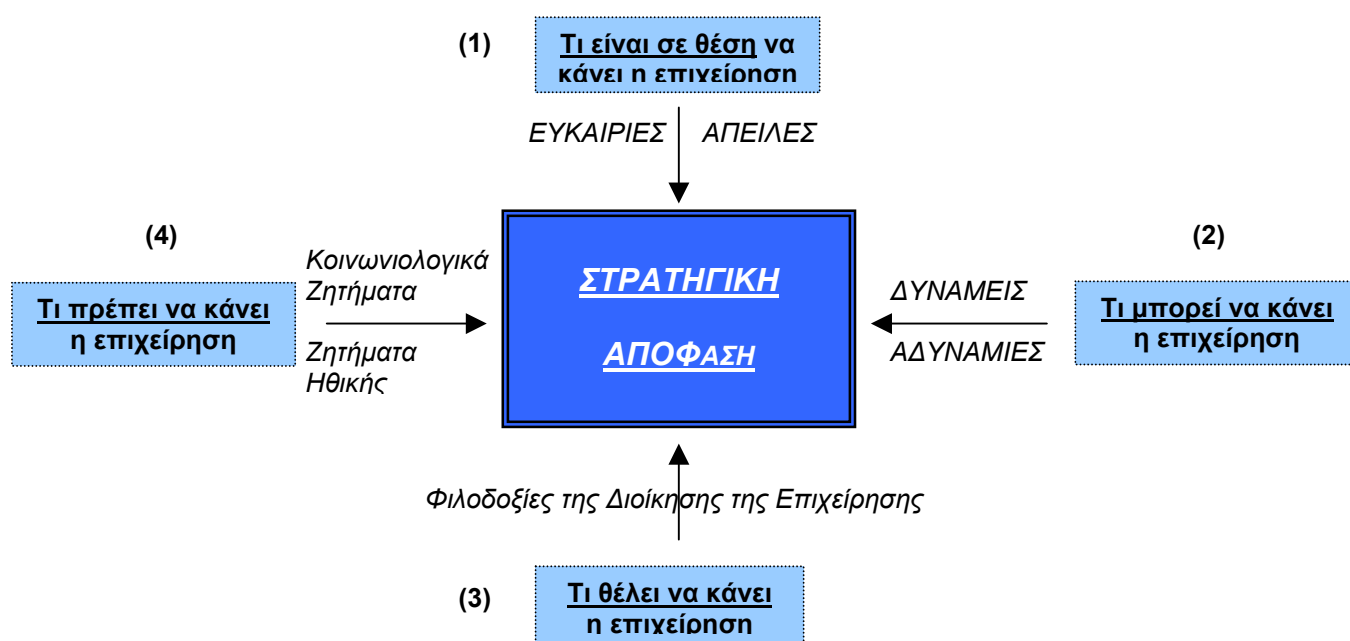 (1)
Τι είναι σε θέση να
κάνει η επιχείρηση
ΕΥΚΑΙΡΙΕΣ ΑΠΕΙΛΕΣ
(4)
Κοινωνιολογικά
Ζητήματα
Τι πρέπει να κάνει
η επιχείρηση
Ζητήματα
Ηθικής
ΣΤΡΑΤΗΓΙΚΗ
ΑΠΟΦΑΣΗ
(2)
ΔΥΝΑΜΕΙΣ
ΑΔΥΝΑΜΙΕΣ
Τι μπορεί να κάνει
η επιχείρηση
Φιλοδοξίες της Διοίκησης της Επιχείρησης
(3)
Τι θέλει να κάνει
η επιχείρηση